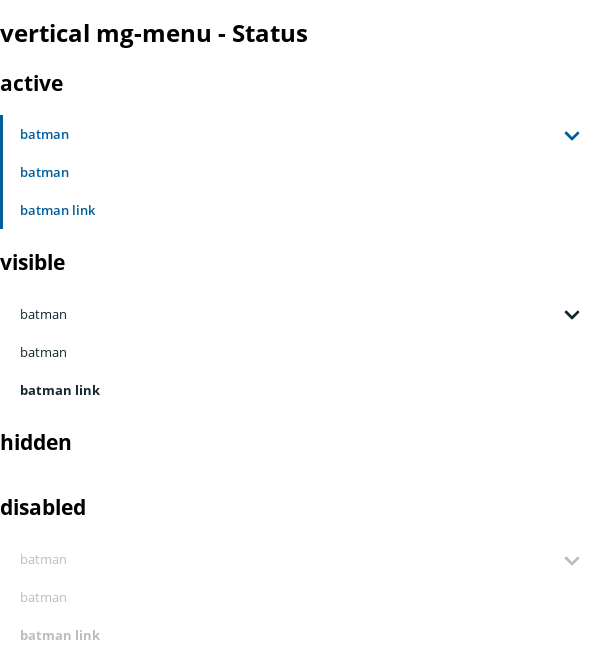 vertical mg-menu - Status
active
batman
batman
batman link
visible
batman
batman
batman link
hidden
disabled
batman
batman
batman link